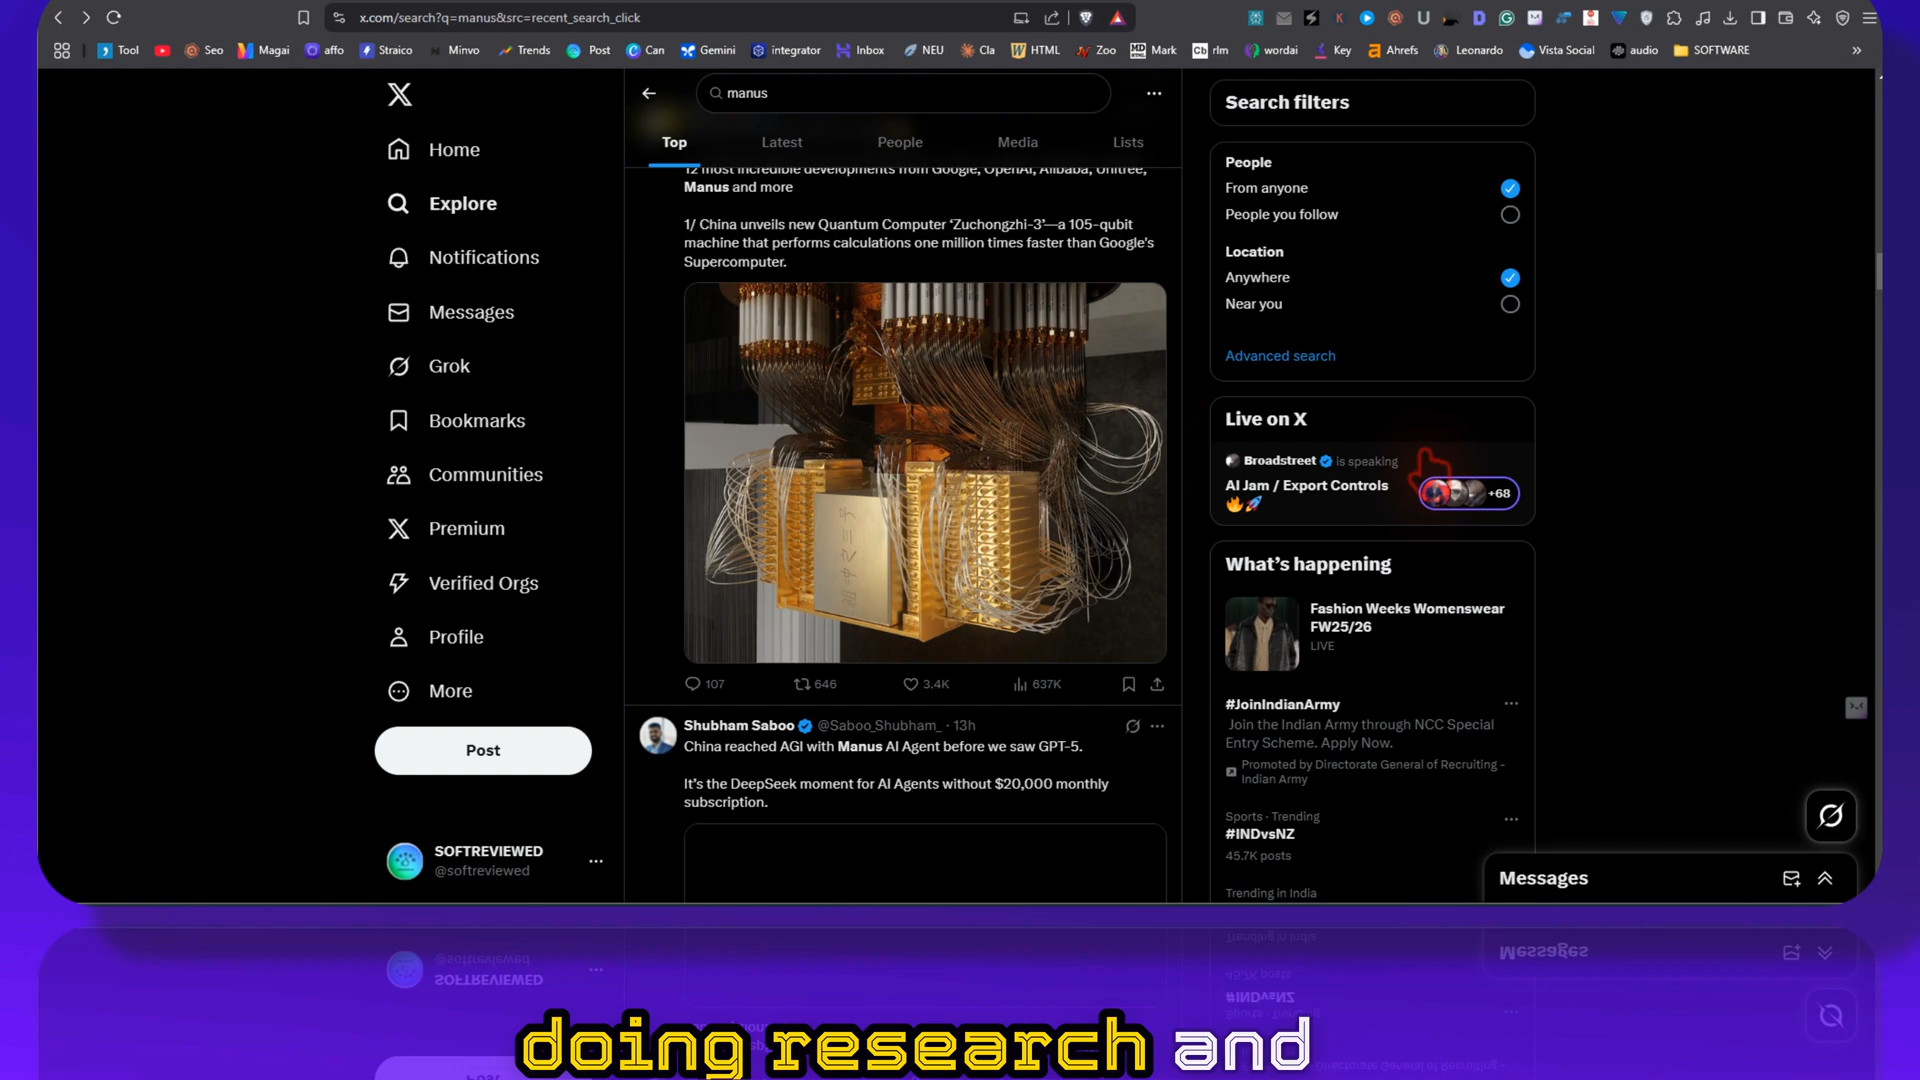 x.com/search?q=manus&src=recent_search_click
Tool
Seo
Magai
affo
Straico
Minvo
Trends
Post
Can
Gemini
integrator
Inbox
NEU
Cla
HTML
Zoo
Mark
rlm
wordai
Key
Ahrefs
Leonardo
Vista Social
audio
SOFTWARE
Home
Explore
Notifications
Messages
Grok
Bookmarks
Communities
Premium
Verified Orgs
Profile
More
Post
SOFTREVIEWED
@softreviewed
manus
Top
Latest
People
Media
Lists
12 most incredible developments from Google, OpenAI, Alibaba, Unitree,
Manus and more
1/ China unveils new Quantum Computer ‘Zuchongzhi-3’—a 105-qubit
machine that performs calculations one million times faster than Google's
Supercomputer.
107
646
3.4K
637K
Shubham Saboo @Saboo_Shubham_ · 13h
China reached AGI with Manus AI Agent before we saw GPT-5.
It’s the DeepSeek moment for AI Agents without $20,000 monthly
subscription.
Search filters
People
From anyone
People you follow
Location
Anywhere
Near you
Advanced search
Live on X
Broadstreet is speaking
AI Jam / Export Controls
+68
What’s happening
Fashion Weeks Womenswear
FW25/26
LIVE
#JoinIndianArmy
Join the Indian Army through NCC Special
Entry Scheme. Apply Now.
Promoted by Directorate General of Recruiting -
Indian Army
Sports · Trending
#INDvsNZ
45.7K posts
Trending in India
Messages
doing research and